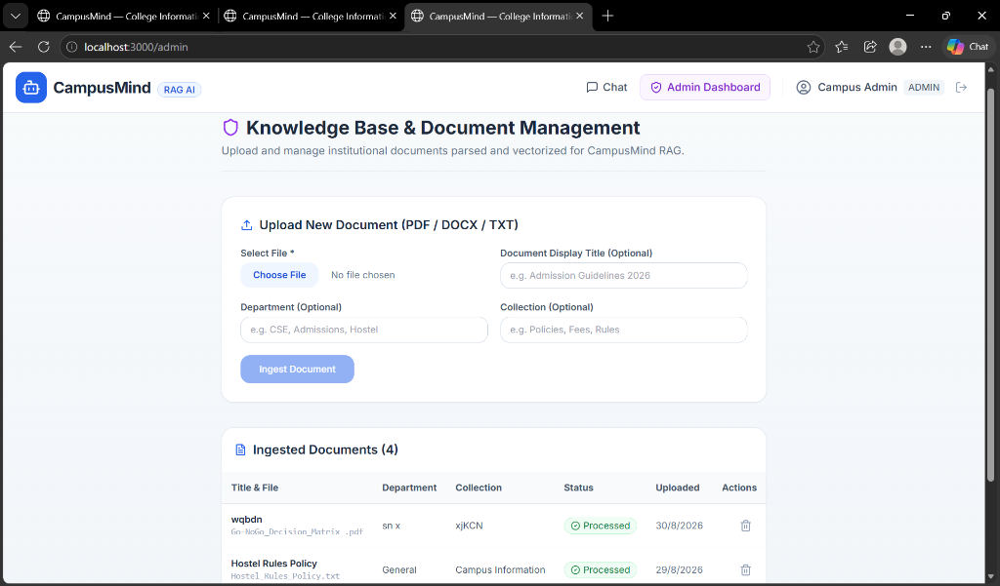 CampusMind — College Informati
CampusMind — College Informati
CampusMind — College Informati
localhost:3000/admin
Chat
CampusMind RAG AI
Chat
Admin Dashboard
Campus Admin ADMIN
Knowledge Base & Document Management
Upload and manage institutional documents parsed and vectorized for CampusMind RAG.
Upload New Document (PDF / DOCX / TXT)
Select File * Document Display Title (Optional)
Choose File No file chosen e.g. Admission Guidelines 2026
Department (Optional) Collection (Optional)
e.g. CSE, Admissions, Hostel e.g. Policies, Fees, Rules
Ingest Document
Ingested Documents (4)
Title & File Department Collection Status Uploaded Actions
wqbdn
Go-NoGo_Decision_Matrix .pdf
sn x xjKCN Processed 30/8/2026
Hostel Rules Policy
Hostel_Rules_Policy.txt
General Campus Information Processed 29/8/2026